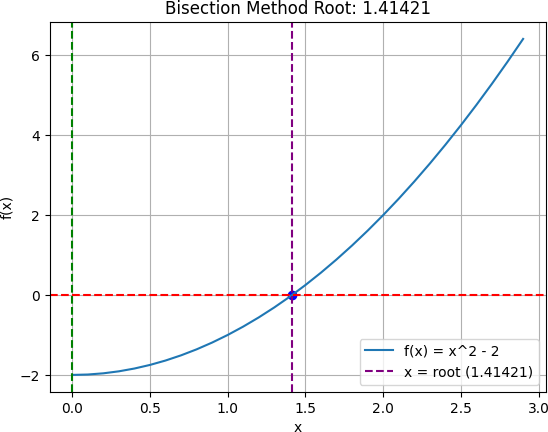 Bisection Method Root: 1.41421
f(x)
6
4
2
0
−2
0.0 0.5 1.0 1.5 2.0 2.5 3.0
x
f(x) = x^2 - 2
x = root (1.41421)